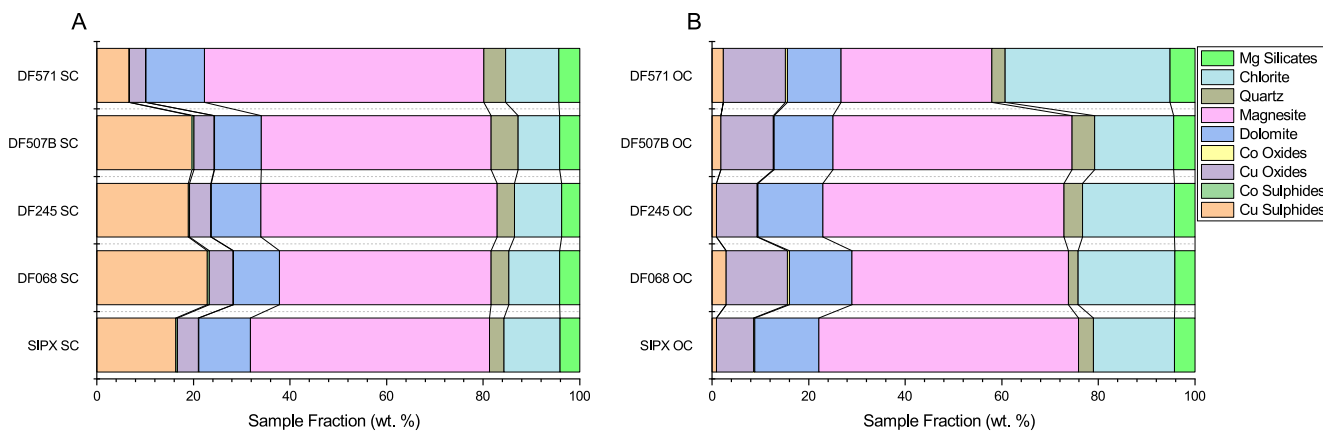 A
DF571 SC
DF507B SC
DF245 SC
DF068 SC
SIPX SC
0 20 40 60 80 100
Sample Fraction (wt. %)
B
DF571 OC
DF507B OC
DF245 OC
DF068 OC
SIPX OC
0 20 40 60 80 100
Sample Fraction (wt. %)
Mg Silicates
Chlorite
Quartz
Magnesite
Dolomite
Co Oxides
Cu Oxides
Co Sulphides
Cu Sulphides